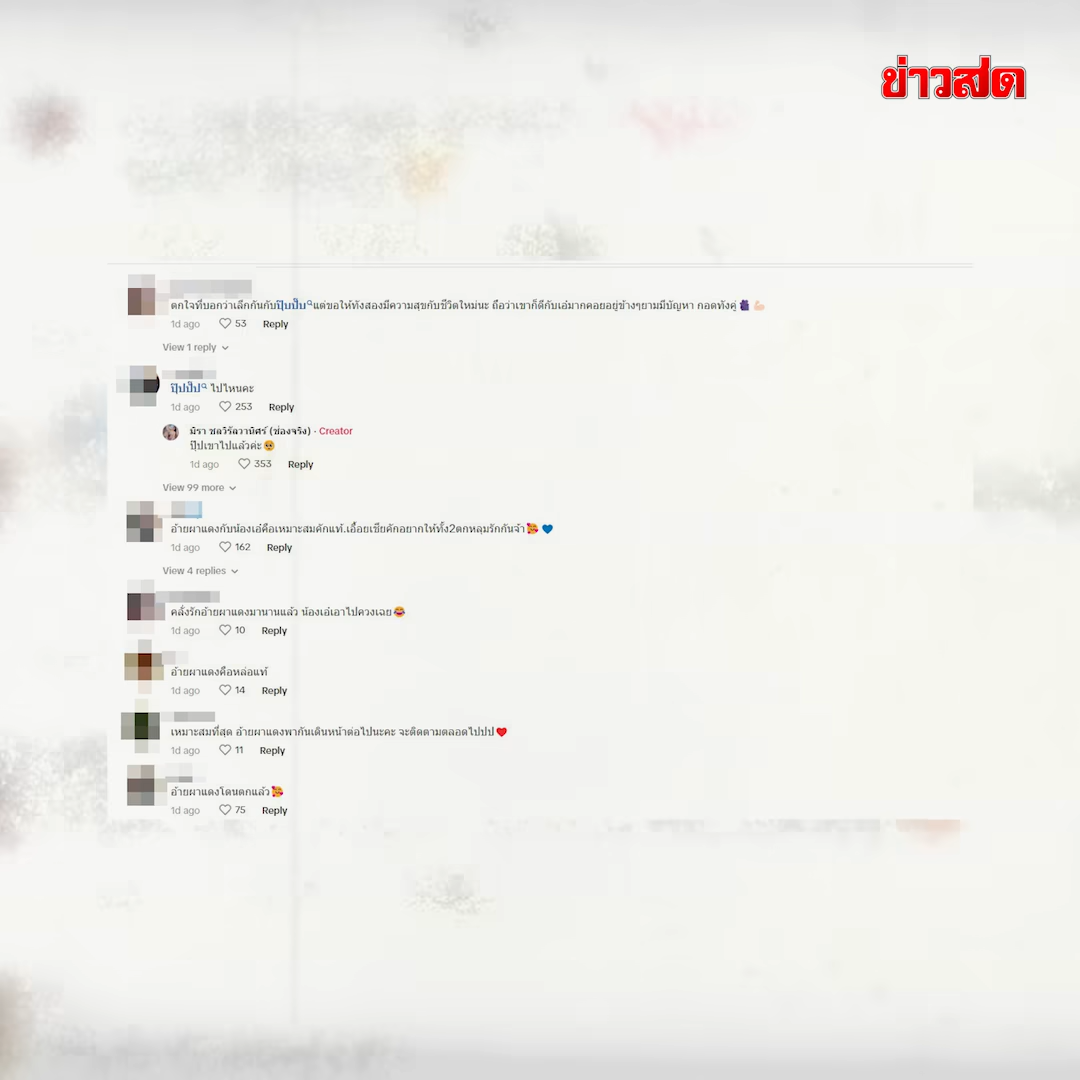 ข่าวสด
ตกใจที่บอกว่าเลิกกันกับปุ๊บปั๊บ🔍แต่ขอให้ทั้งสองมีความสุขกับชีวิตใหม่นะ ถือว่าเขาก็ดีกับเอ๋มากคอยอยู่ข้างๆยามมีปัญหา กอดทั้งคู่🫂💪🏻
1d ago 53 Reply
View 1 reply
ปุ๊ปปั๊ป🔍 ไปไหนคะ
1d ago 253 Reply
มิรา ชลวิรัลวานิศร์ (ช่องจริง) · Creator
ปุ๊ปเขาไปแล้วค่ะ🥹
1d ago 353 Reply
View 99 more
อ้ายผาแดงกับน้องเอ๋คือเหมาะสมคักแท้..เอื้อยเชียคักอยากให้ทั้ง2ตกหลุมรักกันจ้า🥰💙
1d ago 162 Reply
View 4 replies
คลั่งรักอ้ายผาแดงมานานแล้ว น้องเอ๋เอาไปควงเฉย😂
1d ago 10 Reply
อ้ายผาแดงคือหล่อแท้
1d ago 14 Reply
เหมาะสมที่สุด อ้ายผาแดงพากันเดินหน้าต่อไปนะคะ จะติดตามตลอดไปปป❤️
1d ago 11 Reply
อ้ายผาแดงโดนตกแล้ว🥰
1d ago 75 Reply